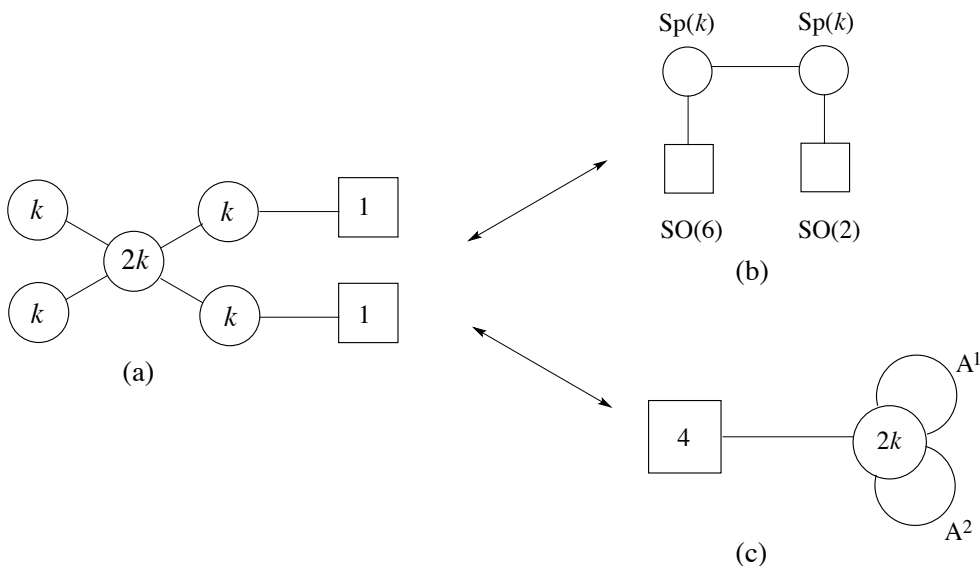 Sp(k) Sp(k)
k k 1
2k
k k 1
(a)
SO(6) SO(2)
(b)
4 2k A¹
A²
(c)